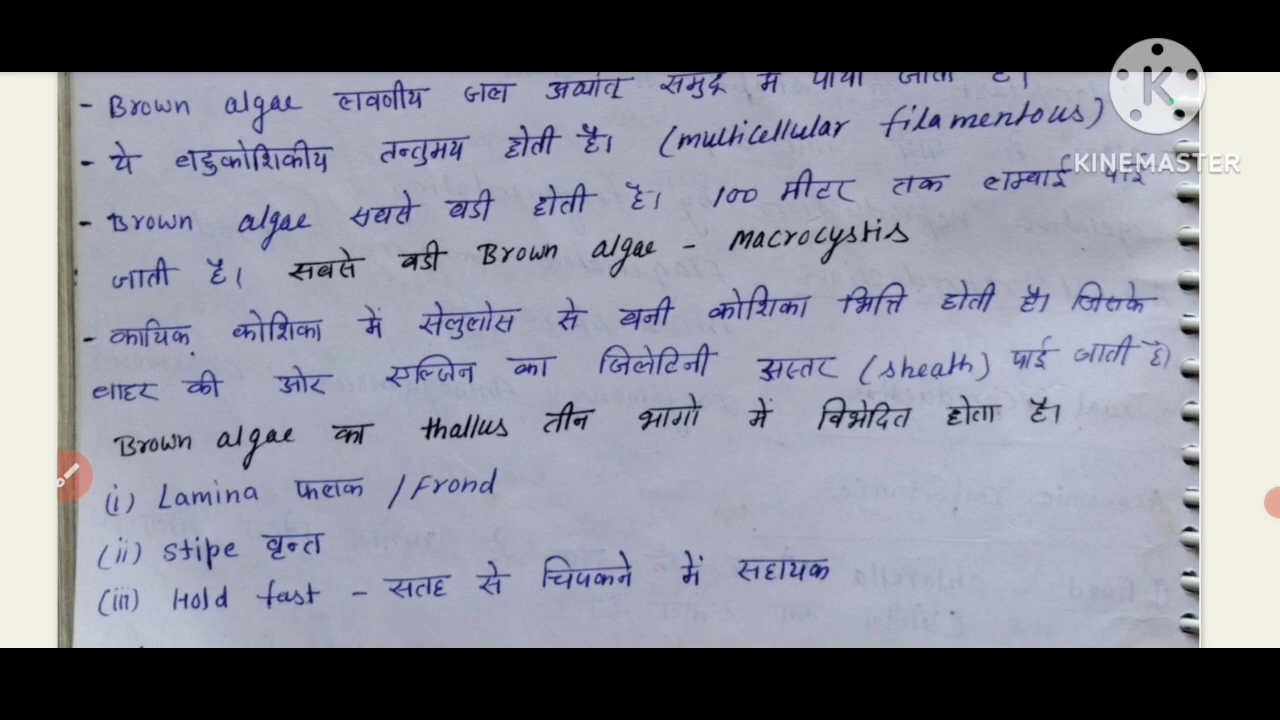 - Brown algae लवणीय जल अर्थात् समुद्र में पाया जाता है।
- ये बहुकोशिकीय तन्तुमय होती है। (multicellular filamentous)
- Brown algae सबसे बडी होती है। 100 मीटर तक लम्बाई पाई
जाती है। सबसे बडी Brown algae - macrocystis
- कायिक कोशिका में सेलुलोस से बनी कोशिका भित्ति होती है। जिसके
बाहर की ओर एल्जिन का जिलेटिनी अस्तर (sheath) पाई जाती है।
Brown algae का thallus तीन भागो में विभेदित होता है।
(i) Lamina फलक / Frond
(ii) Stipe वृन्त
(iii) Hold fast - सतह से चिपकने में सहायक
K
KINEMASTER